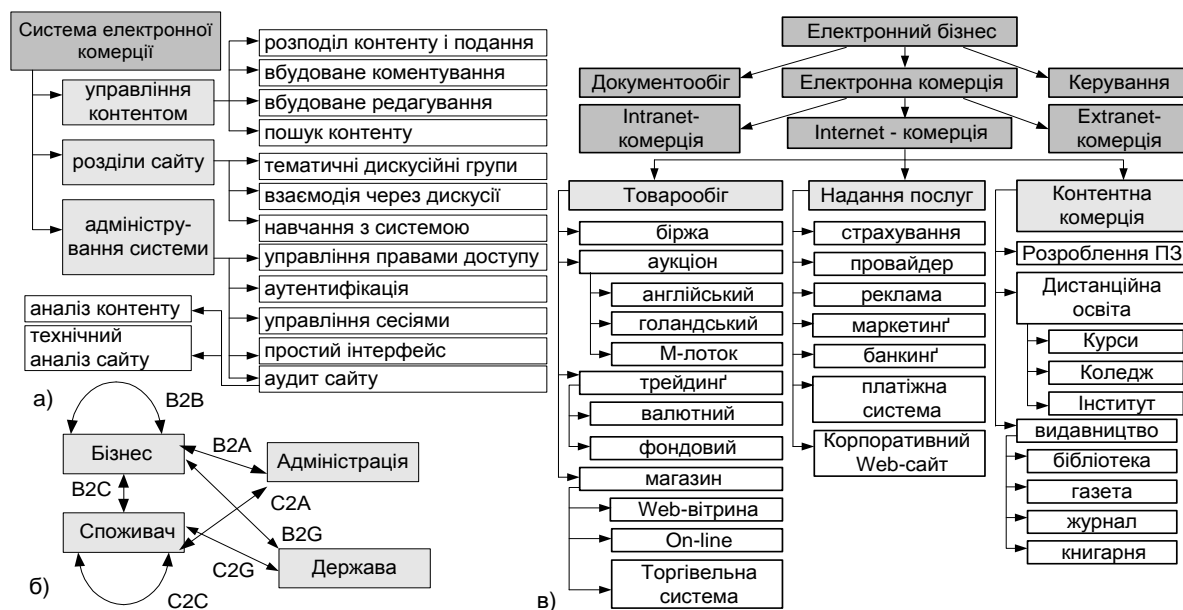 Система електронної
комерції
управління
контентом
розділи сайту
адміністру-
вання системи
розподіл контенту і подання
вбудоване коментування
вбудоване редагування
пошук контенту
тематичні дискусійні групи
взаємодія через дискусії
навчання з системою
управління правами доступу
аутентифікація
управління сесіями
простий інтерфейс
аудит сайту
аналіз контенту
технічний
аналіз сайту
а)
B2B
Бізнес
B2A
Адміністрація
B2C
C2A
Споживач
B2G
C2G
Держава
C2C
б)
Електронний бізнес
Документообіг
Електронна комерція
Керування
Intranet-
комерція
Internet - комерція
Extranet-
комерція
Товарообіг
біржа
аукціон
англійський
голандський
М-лоток
трейдинґ
валютний
фондовий
магазин
Web-вітрина
On-line
Торгівельна
система
Надання послуг
страхування
провайдер
реклама
маркетинґ
банкинґ
платіжна
система
Корпоративний
Web-сайт
Контентна
комерція
Розроблення ПЗ
Дистанційна
освіта
Курси
Коледж
Інститут
видавництво
бібліотека
газета
журнал
книгарня
в)